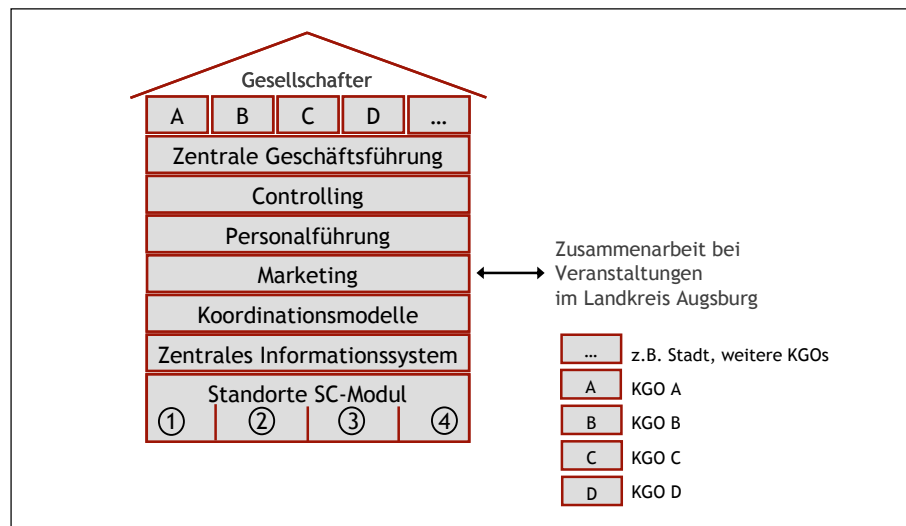 Gesellschafter
A B C D ...
Zentrale Geschäftsführung
Controlling
Personalführung
Marketing
Koordinationsmodelle
Zentrales Informationssystem
Standorte SC-Modul
1 2 3 4
Zusammenarbeit bei
Veranstaltungen
im Landkreis Augsburg
... z.B. Stadt, weitere KGOs
A KGO A
B KGO B
C KGO C
D KGO D